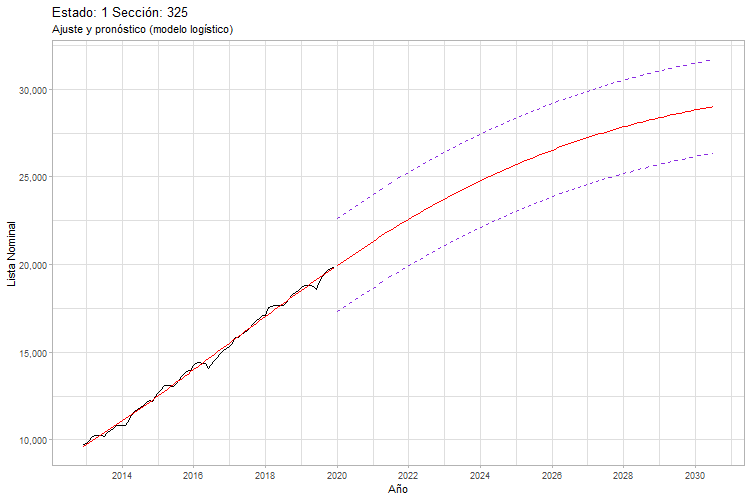 Estado: 1 Sección: 325
Ajuste y pronóstico (modelo logístico)
Lista Nominal
30,000
25,000
20,000
15,000
10,000
2014 2016 2018 2020 2022 2024 2026 2028 2030
Año